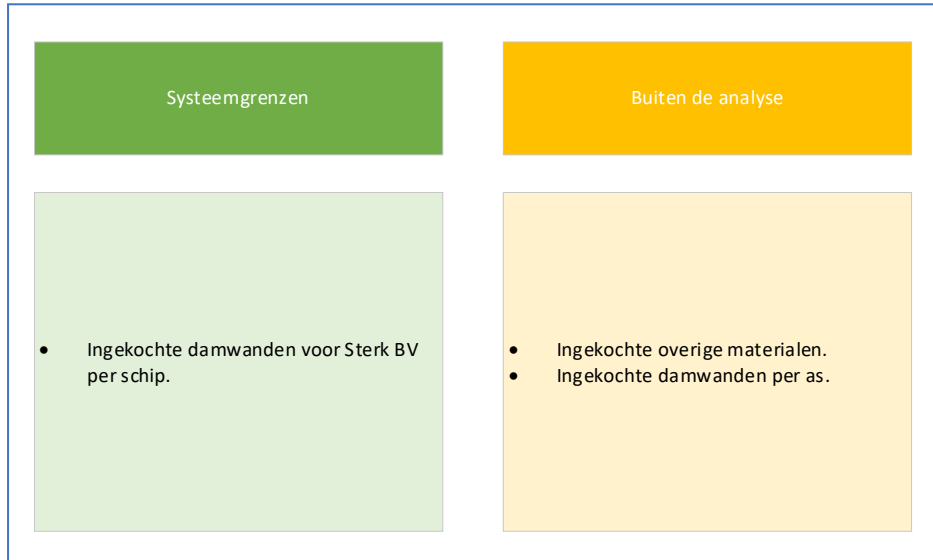 Systeemgrenzen
Buiten de analyse
• Ingekochte damwanden voor Sterk BV
per schip.
• Ingekochte overige materialen.
• Ingekochte damwanden per as.